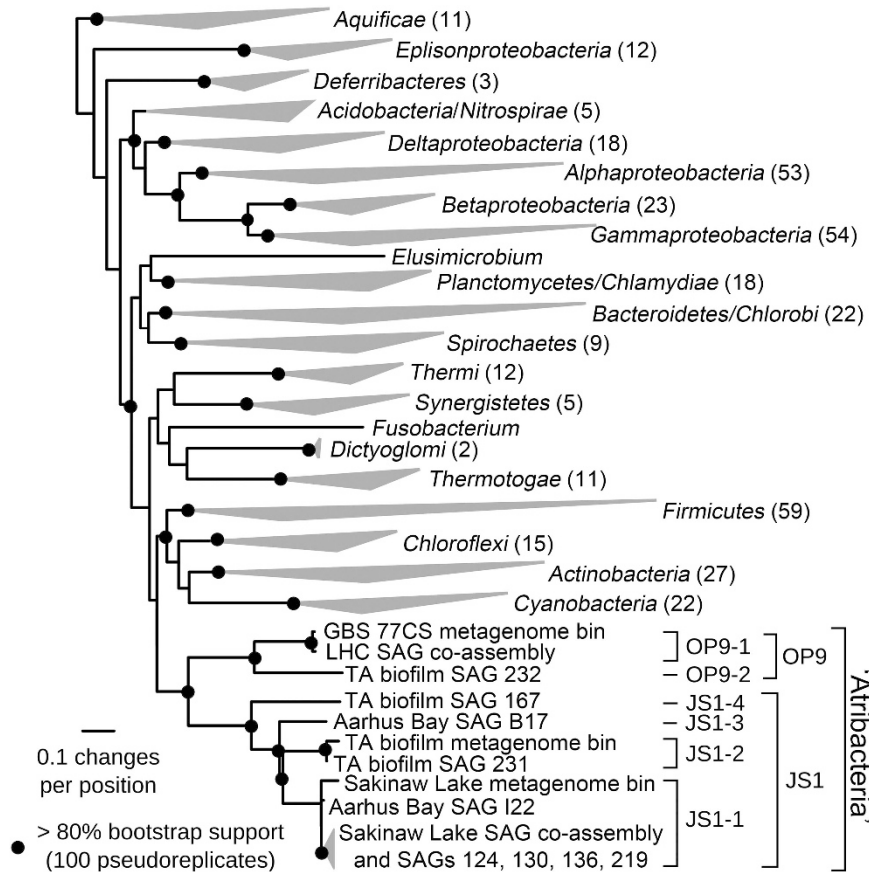 Aquificae (11)
Eplisonproteobacteria (12)
Deferribacteres (3)
Acidobacteria/Nitrospirae (5)
Deltaproteobacteria (18)
Alphaproteobacteria (53)
Betaproteobacteria (23)
Gammaproteobacteria (54)
Elusimicrobium
Planctomycetes/Chlamydiae (18)
Bacteroidetes/Chlorobi (22)
Spirochaetes (9)
Thermi (12)
Synergistetes (5)
Fusobacterium
Dictyoglomi (2)
Thermotogae (11)
Firmicutes (59)
Chloroflexi (15)
Actinobacteria (27)
Cyanobacteria (22)
GBS 77CS metagenome bin
LHC SAG co-assembly
OP9-1
TA biofilm SAG 232
OP9-2
OP9
TA biofilm SAG 167
JS1-4
Aarhus Bay SAG B17
JS1-3
TA biofilm metagenome bin
TA biofilm SAG 231
JS1-2
Sakinaw Lake metagenome bin
Aarhus Bay SAG I22
Sakinaw Lake SAG co-assembly
and SAGs 124, 130, 136, 219
JS1-1
JS1
'Atribacteria'
0.1 changes
per position
> 80% bootstrap support
(100 pseudoreplicates)